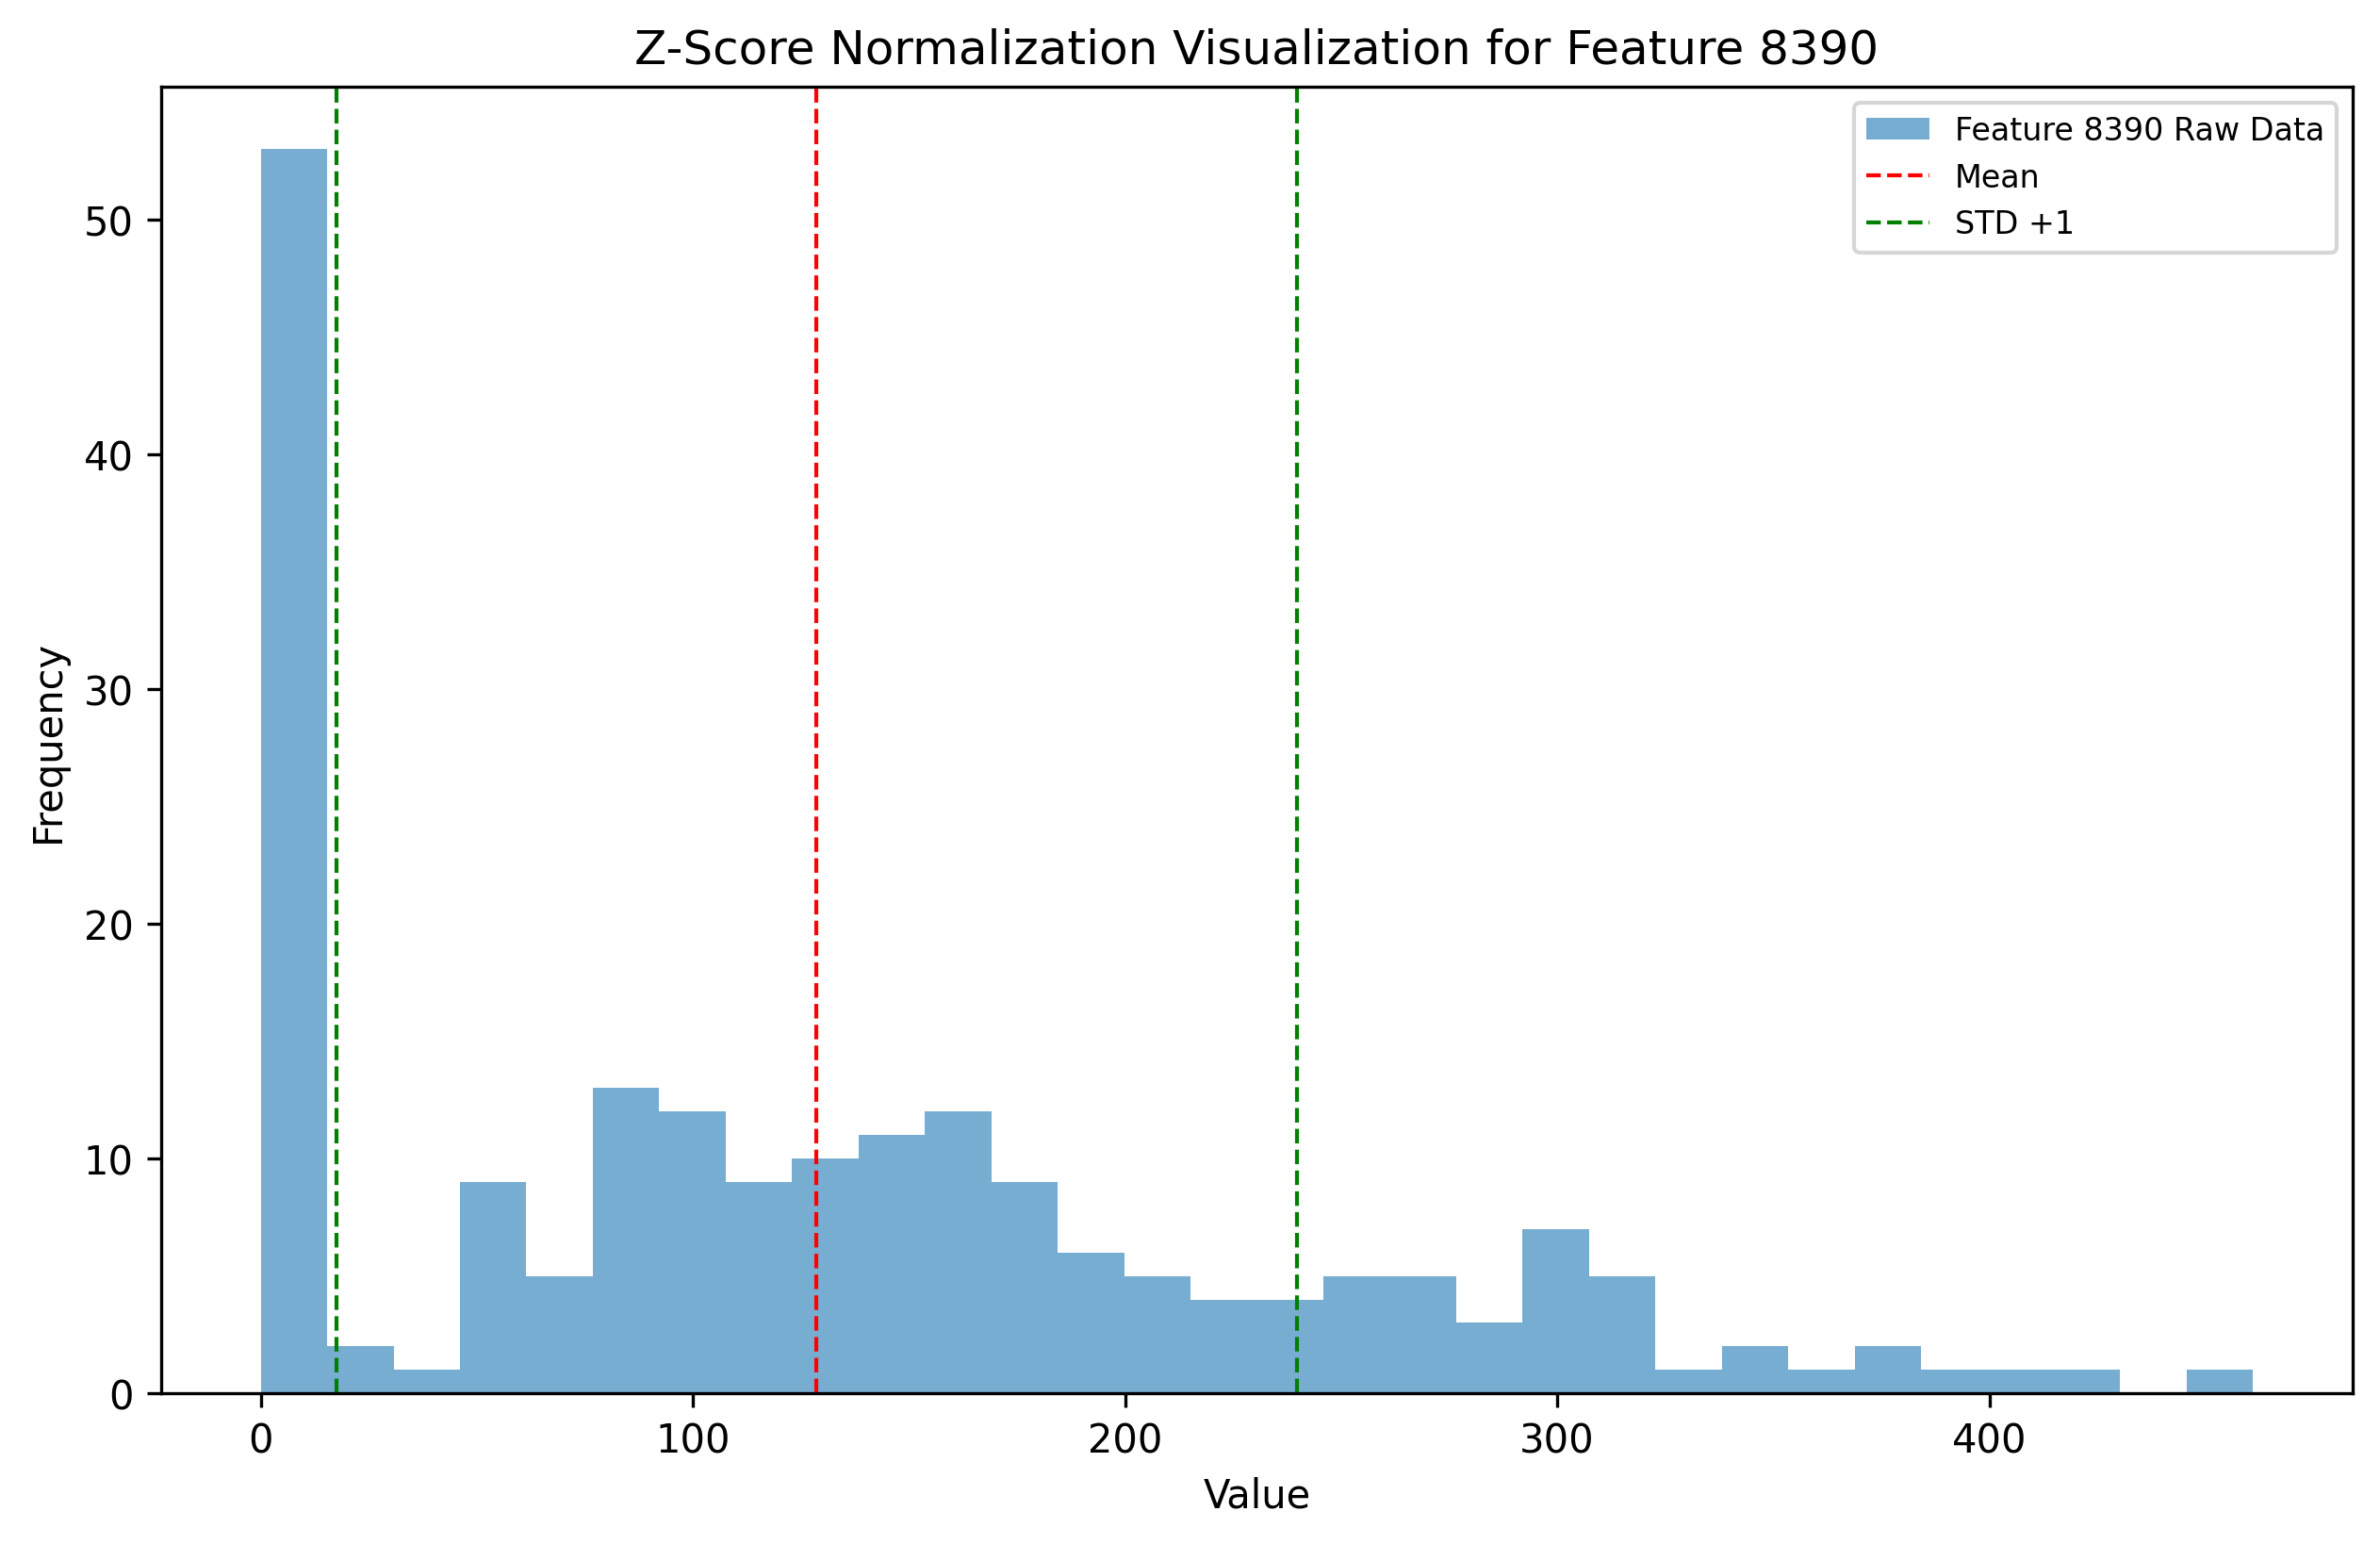 Z-Score Normalization Visualization for Feature 8390
Feature 8390 Raw Data
Mean
STD +1
50
40
30
20
10
0
Frequency
0 100 200 300 400
Value